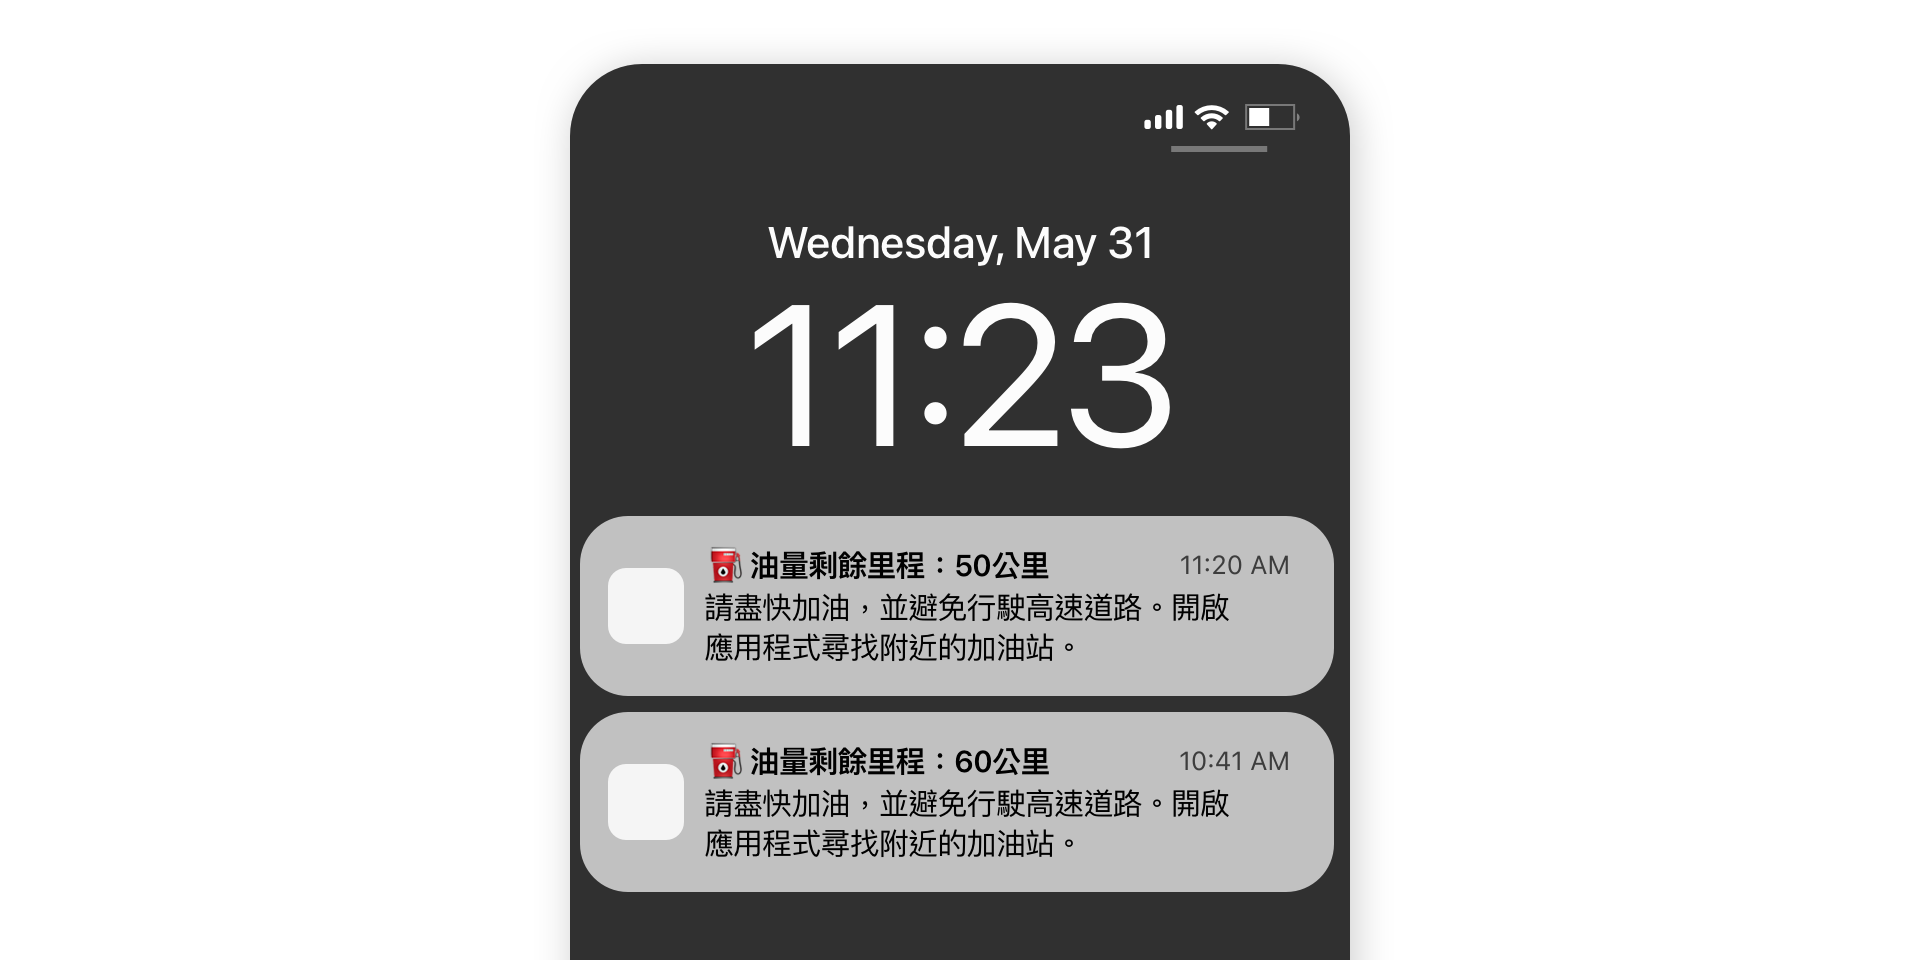 Wednesday, May 31
11:23
油量剩餘里程：50公里 11:20 AM
請盡快加油，並避免行駛高速道路。開啟
應用程式尋找附近的加油站。
油量剩餘里程：60公里 10:41 AM
請盡快加油，並避免行駛高速道路。開啟
應用程式尋找附近的加油站。